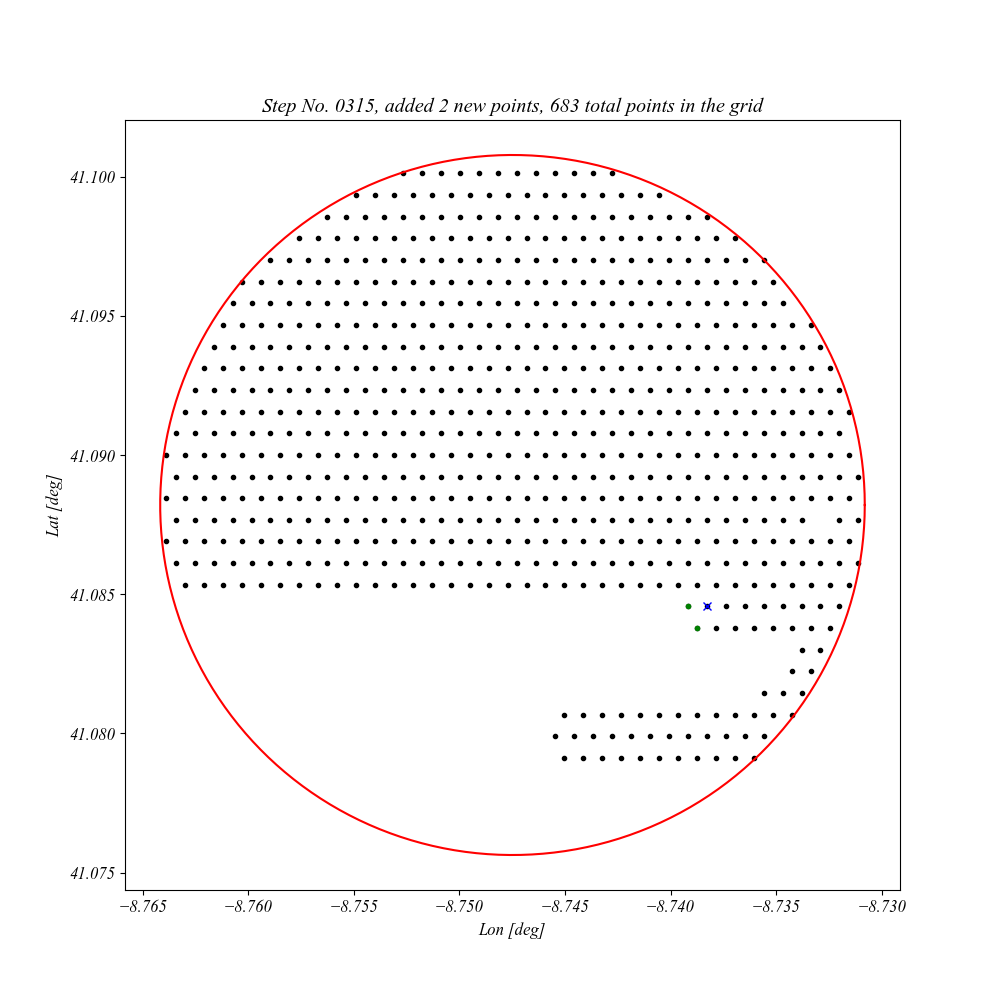 Step No. 0315, added 2 new points, 683 total points in the grid
41.100
41.095
41.090
41.085
41.080
41.075
Lat [deg]
−8.765 −8.760 −8.755 −8.750 −8.745 −8.740 −8.735 −8.730
Lon [deg]